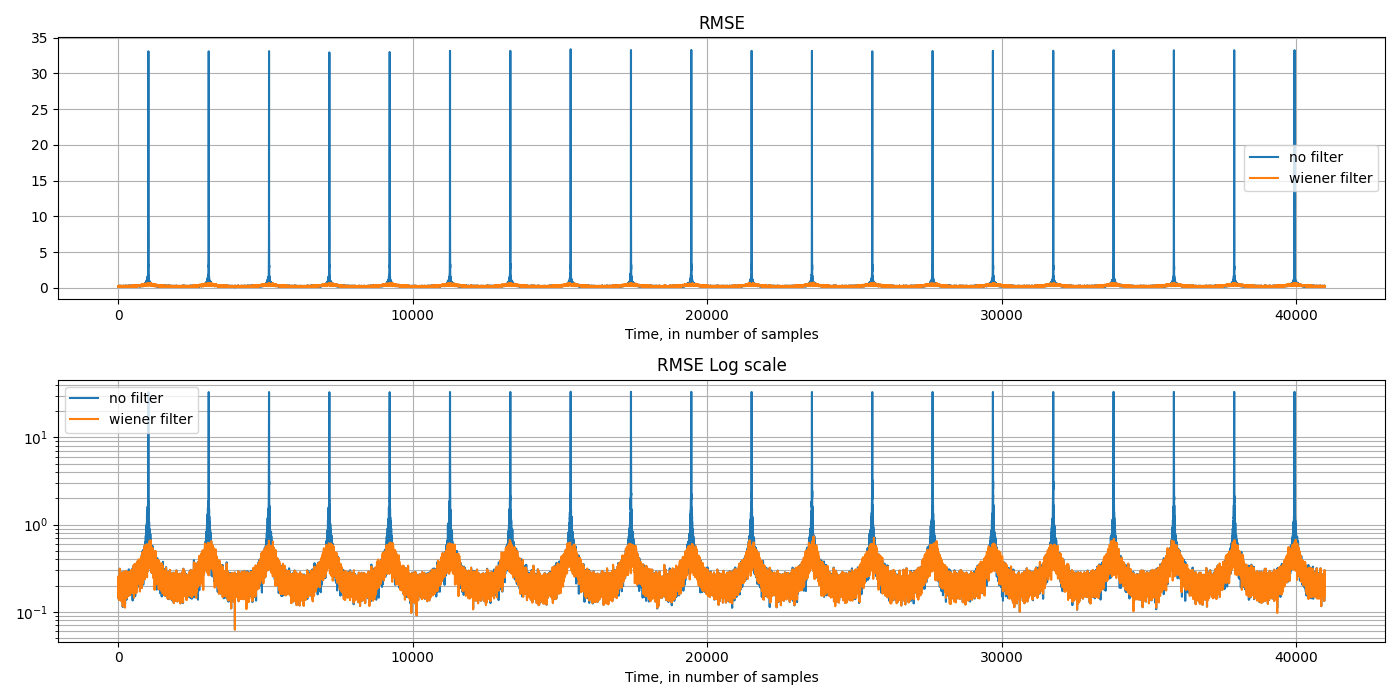 RMSE
35
30
25
20
15
10
5
0
no filter
wiener filter
0 10000 20000 30000 40000
Time, in number of samples
RMSE Log scale
no filter
wiener filter
10¹
10⁰
10⁻¹
0 10000 20000 30000 40000
Time, in number of samples